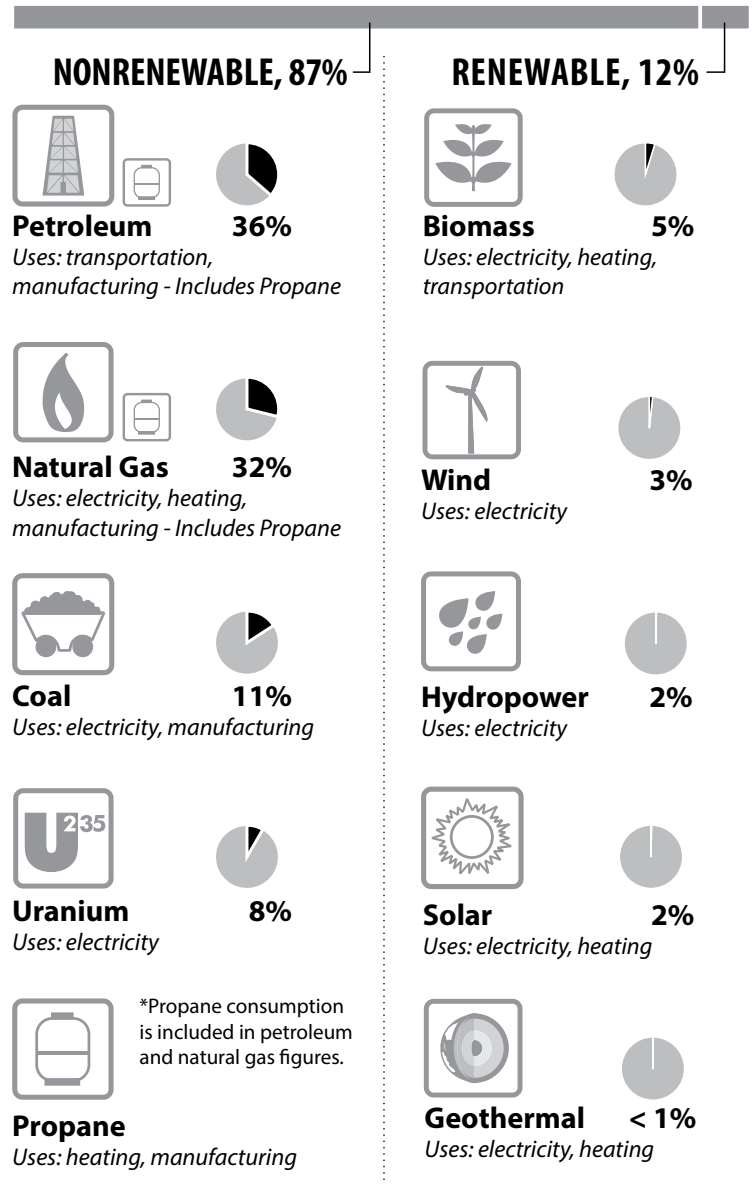 NONRENEWABLE, 87%
Petroleum 36%
Uses: transportation,
manufacturing - Includes Propane
Natural Gas 32%
Uses: electricity, heating,
manufacturing - Includes Propane
Coal 11%
Uses: electricity, manufacturing
U235
Uranium 8%
Uses: electricity
*Propane consumption
is included in petroleum
and natural gas figures.
Propane
Uses: heating, manufacturing
RENEWABLE, 12%
Biomass 5%
Uses: electricity, heating,
transportation
Wind 3%
Uses: electricity
Hydropower 2%
Uses: electricity
Solar 2%
Uses: electricity, heating
Geothermal < 1%
Uses: electricity, heating